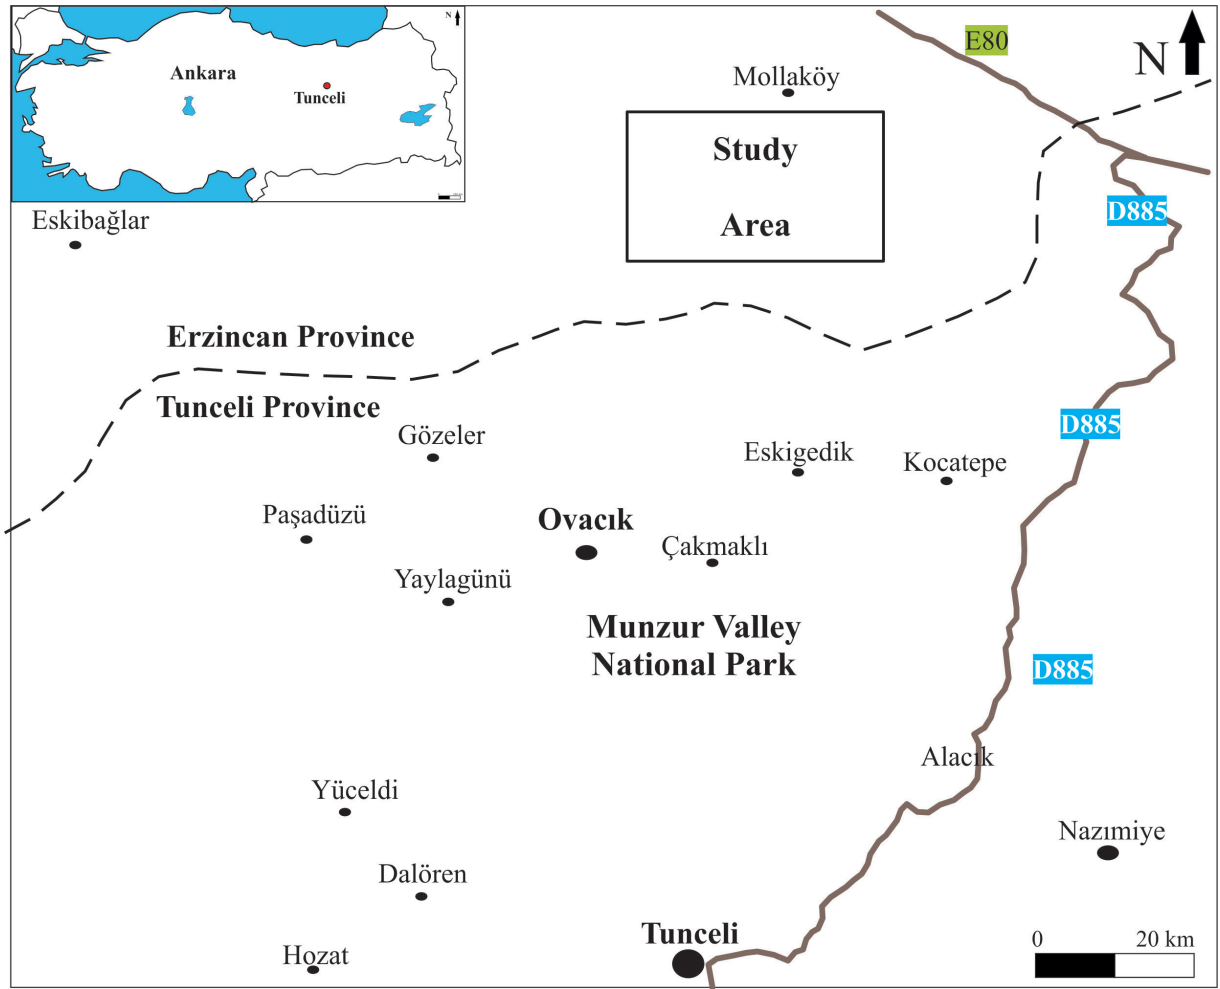 N
Ankara
Tunceli
E80
N
Mollaköy
Study
Area
D885
Eskibağlar
Erzincan Province
Tunceli Province
Gözeler
D885
Eskigedik
Kocatepe
Paşadüzü
Ovacık
Çakmaklı
Yaylagünü
Munzur Valley
National Park
D885
Alacık
Yüceldi
Nazımiye
Dalören
Tunceli
Hozat
0 20 km